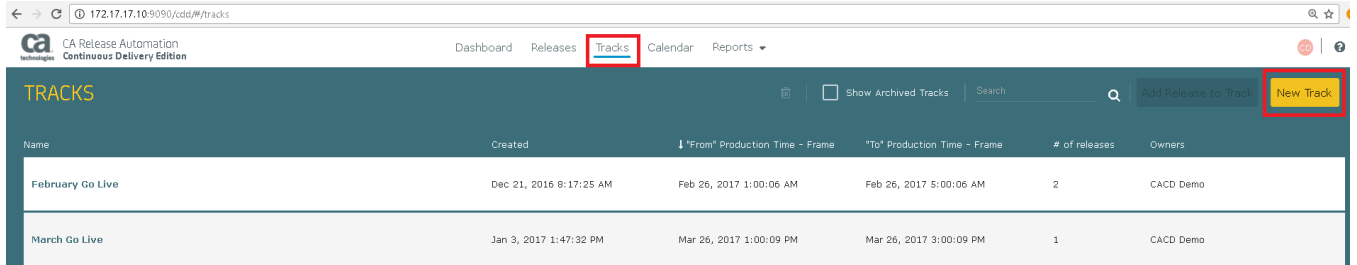 172.17.17.10:9090/cdd/#/tracks
ca technologies
CA Release Automation
Continuous Delivery Edition
Dashboard Releases Tracks Calendar Reports
CD
?
TRACKS
Show Archived Tracks
Search
Add Release to Track
New Track
Name Created "From" Production Time - Frame "To" Production Time - Frame # of releases Owners
February Go Live Dec 21, 2016 8:17:25 AM Feb 26, 2017 1:00:06 AM Feb 26, 2017 5:00:06 AM 2 CACD Demo
March Go Live Jan 3, 2017 1:47:32 PM Mar 26, 2017 1:00:09 PM Mar 26, 2017 3:00:09 PM 1 CACD Demo